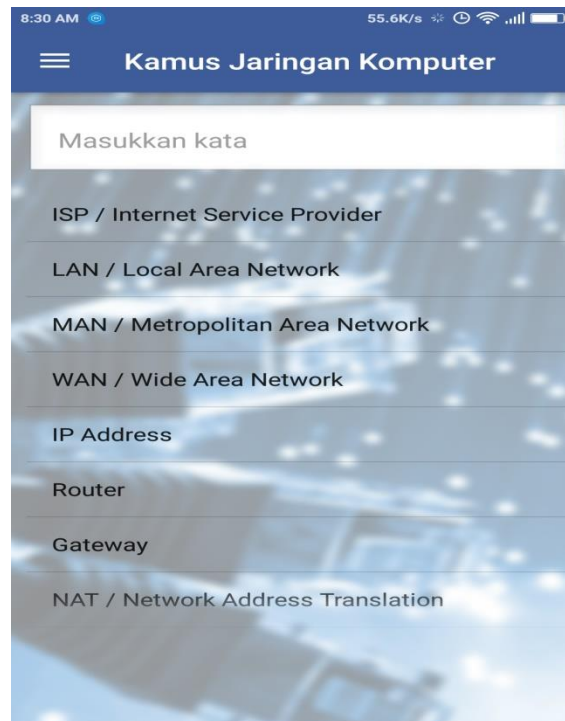 8:30 AM 55.6K/s
Kamus Jaringan Komputer
Masukkan kata
ISP / Internet Service Provider
LAN / Local Area Network
MAN / Metropolitan Area Network
WAN / Wide Area Network
IP Address
Router
Gateway
NAT / Network Address Translation